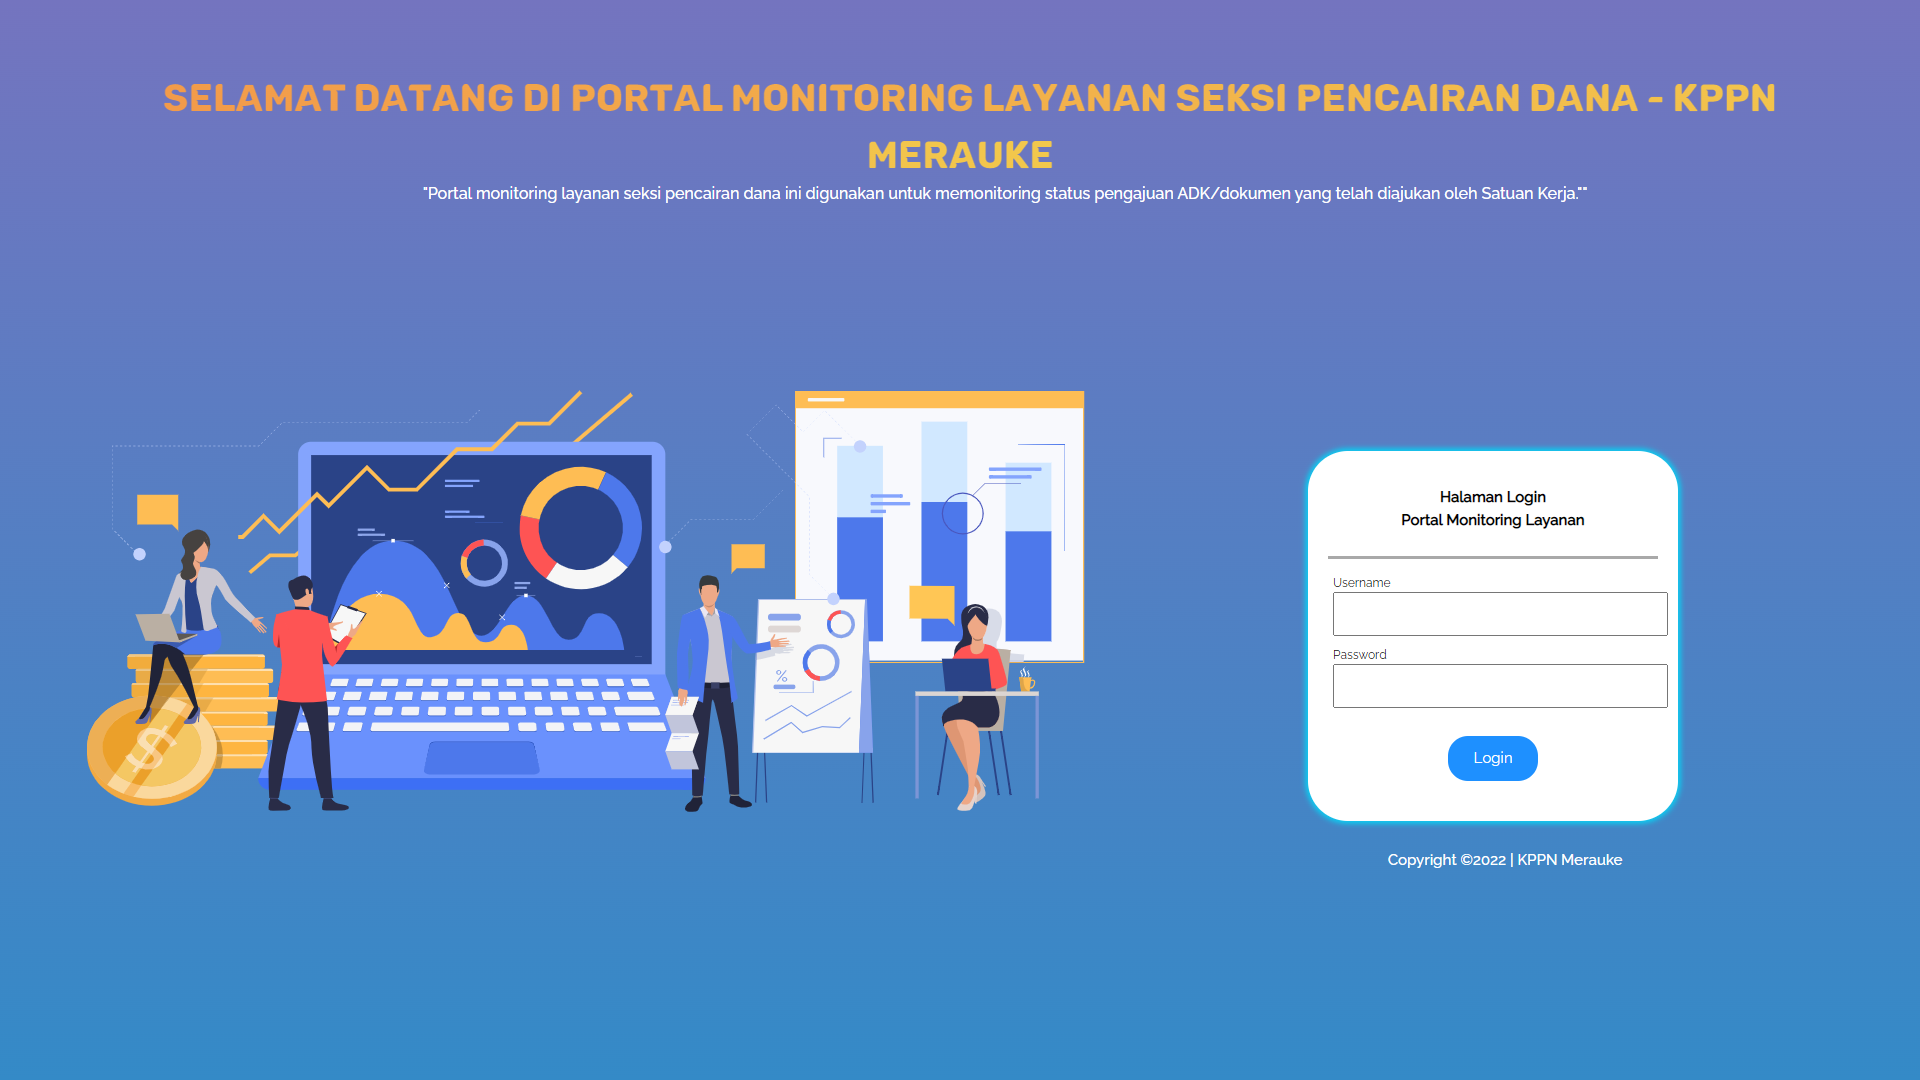 SELAMAT DATANG DI PORTAL MONITORING LAYANAN SEKSI PENCAIRAN DANA - KPPN
MERAUKE
"Portal monitoring layanan seksi pencairan dana ini digunakan untuk memonitoring status pengajuan ADK/dokumen yang telah diajukan oleh Satuan Kerja.""
%
$
Halaman Login
Portal Monitoring Layanan
Username
Password
Login
Copyright ©2022 | KPPN Merauke